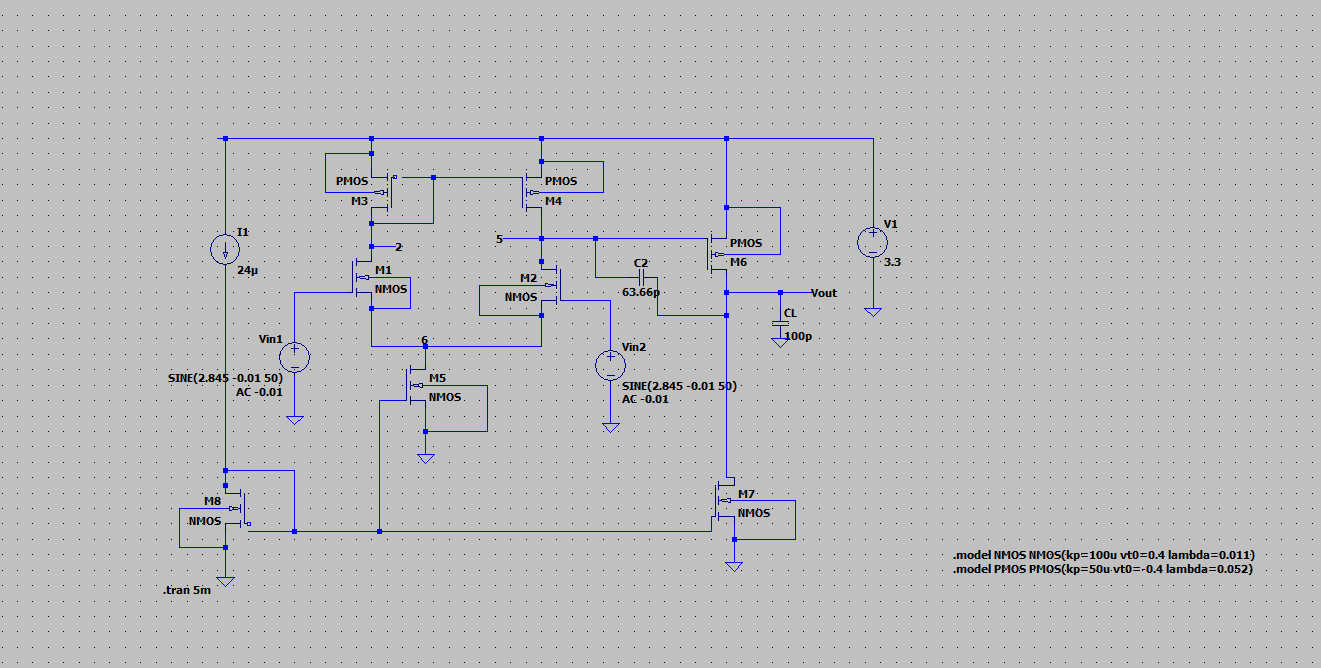 I1
24µ
PMOS
M3
PMOS
M4
2
5
M1
NMOS
M2
NMOS
C2
63.66p
PMOS
M6
V1
3.3
Vout
CL
100p
Vin1
SINE(2.845 -0.01 50)
AC -0.01
6
M5
NMOS
Vin2
SINE(2.845 -0.01 50)
AC -0.01
M8
NMOS
M7
NMOS
.model NMOS NMOS(kp=100u vt0=0.4 lambda=0.011)
.model PMOS PMOS(kp=50u vt0=-0.4 lambda=0.052)
.tran 5m